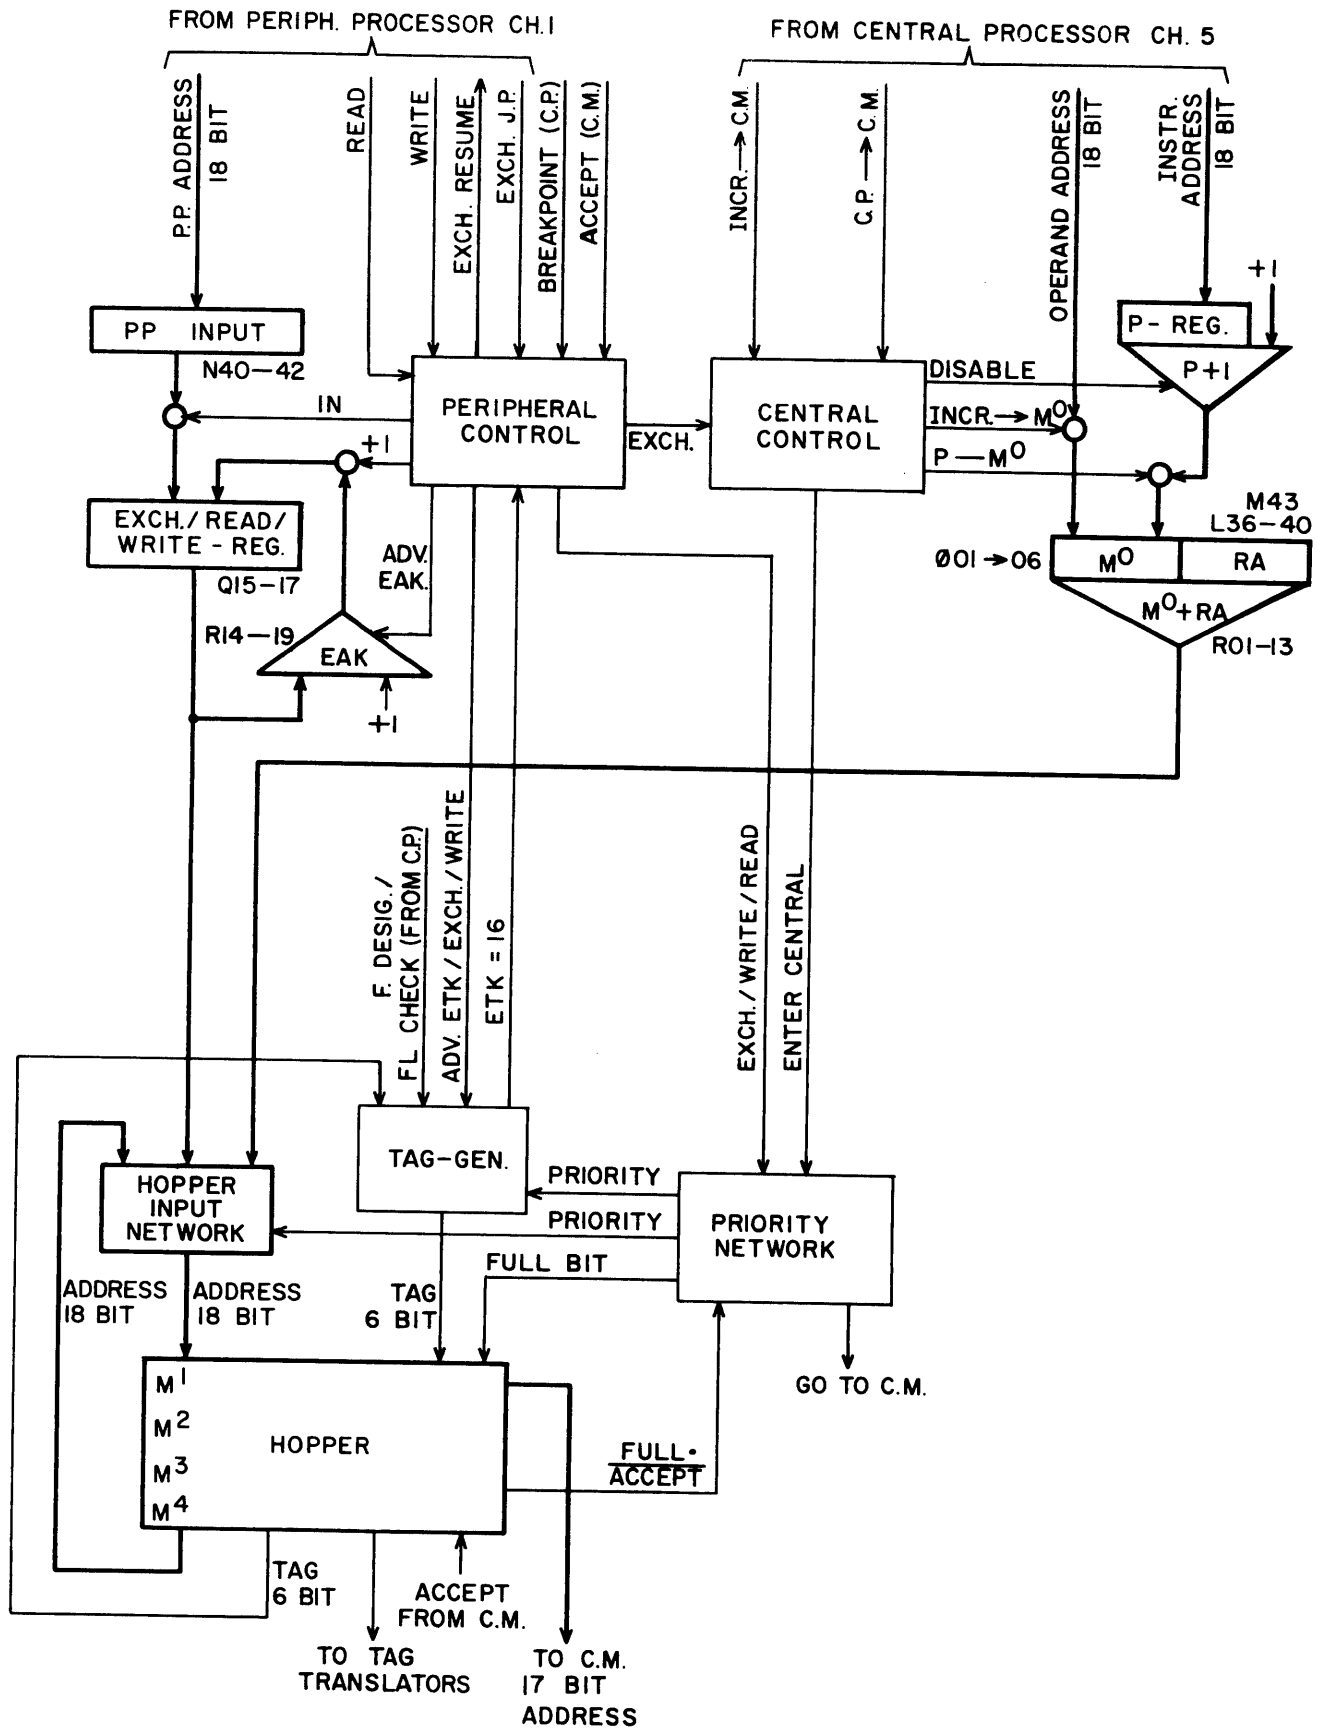 FROM PERIPH. PROCESSOR CH.1
FROM CENTRAL PROCESSOR CH. 5
P.P. ADDRESS
18 BIT
READ
WRITE
EXCH. RESUME
EXCH. J.P.
BREAKPOINT (C.P.)
ACCEPT (C.M.)
INCR.→C.M.
C.P.→C.M.
OPERAND ADDRESS
18 BIT
INSTR.
ADDRESS
18 BIT
+1
PP INPUT
N40-42
P-REG.
P+1
IN
PERIPHERAL
CONTROL
EXCH.
CENTRAL
CONTROL
DISABLE
INCR.→M⁰
P—M⁰
+1
EXCH./READ/
WRITE-REG.
Q15-17
ADV.
EAK.
M43
L36-40
Ø01→06
M⁰
RA
M⁰+RA
R01-13
R14-19
EAK
+1
F. DESIG./
FL CHECK (FROM C.P.)
ADV. ETK/EXCH./WRITE
ETK = 16
EXCH./WRITE/READ
ENTER CENTRAL
TAG-GEN.
HOPPER
INPUT
NETWORK
PRIORITY
PRIORITY
PRIORITY
NETWORK
FULL BIT
ADDRESS
18 BIT
ADDRESS
18 BIT
TAG
6 BIT
GO TO C.M.
M¹
M²
M³
M⁴
HOPPER
FULL·
ACCEPT
TAG
6 BIT
ACCEPT
FROM C.M.
TO TAG
TRANSLATORS
TO C.M.
17 BIT
ADDRESS